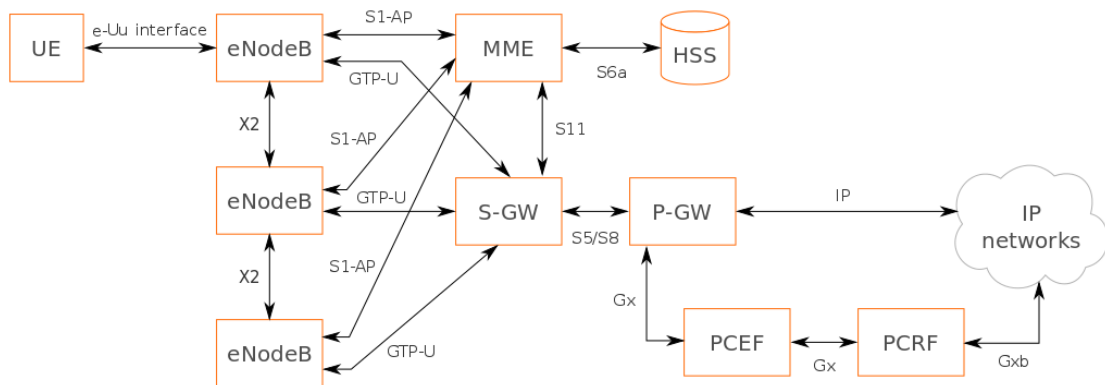 UE
e-Uu interface
eNodeB
S1-AP
MME
S6a
HSS
GTP-U
X2
S1-AP
S11
eNodeB
GTP-U
S-GW
S5/S8
P-GW
IP
IP
networks
X2
S1-AP
Gx
eNodeB
GTP-U
PCEF
Gx
PCRF
Gxb